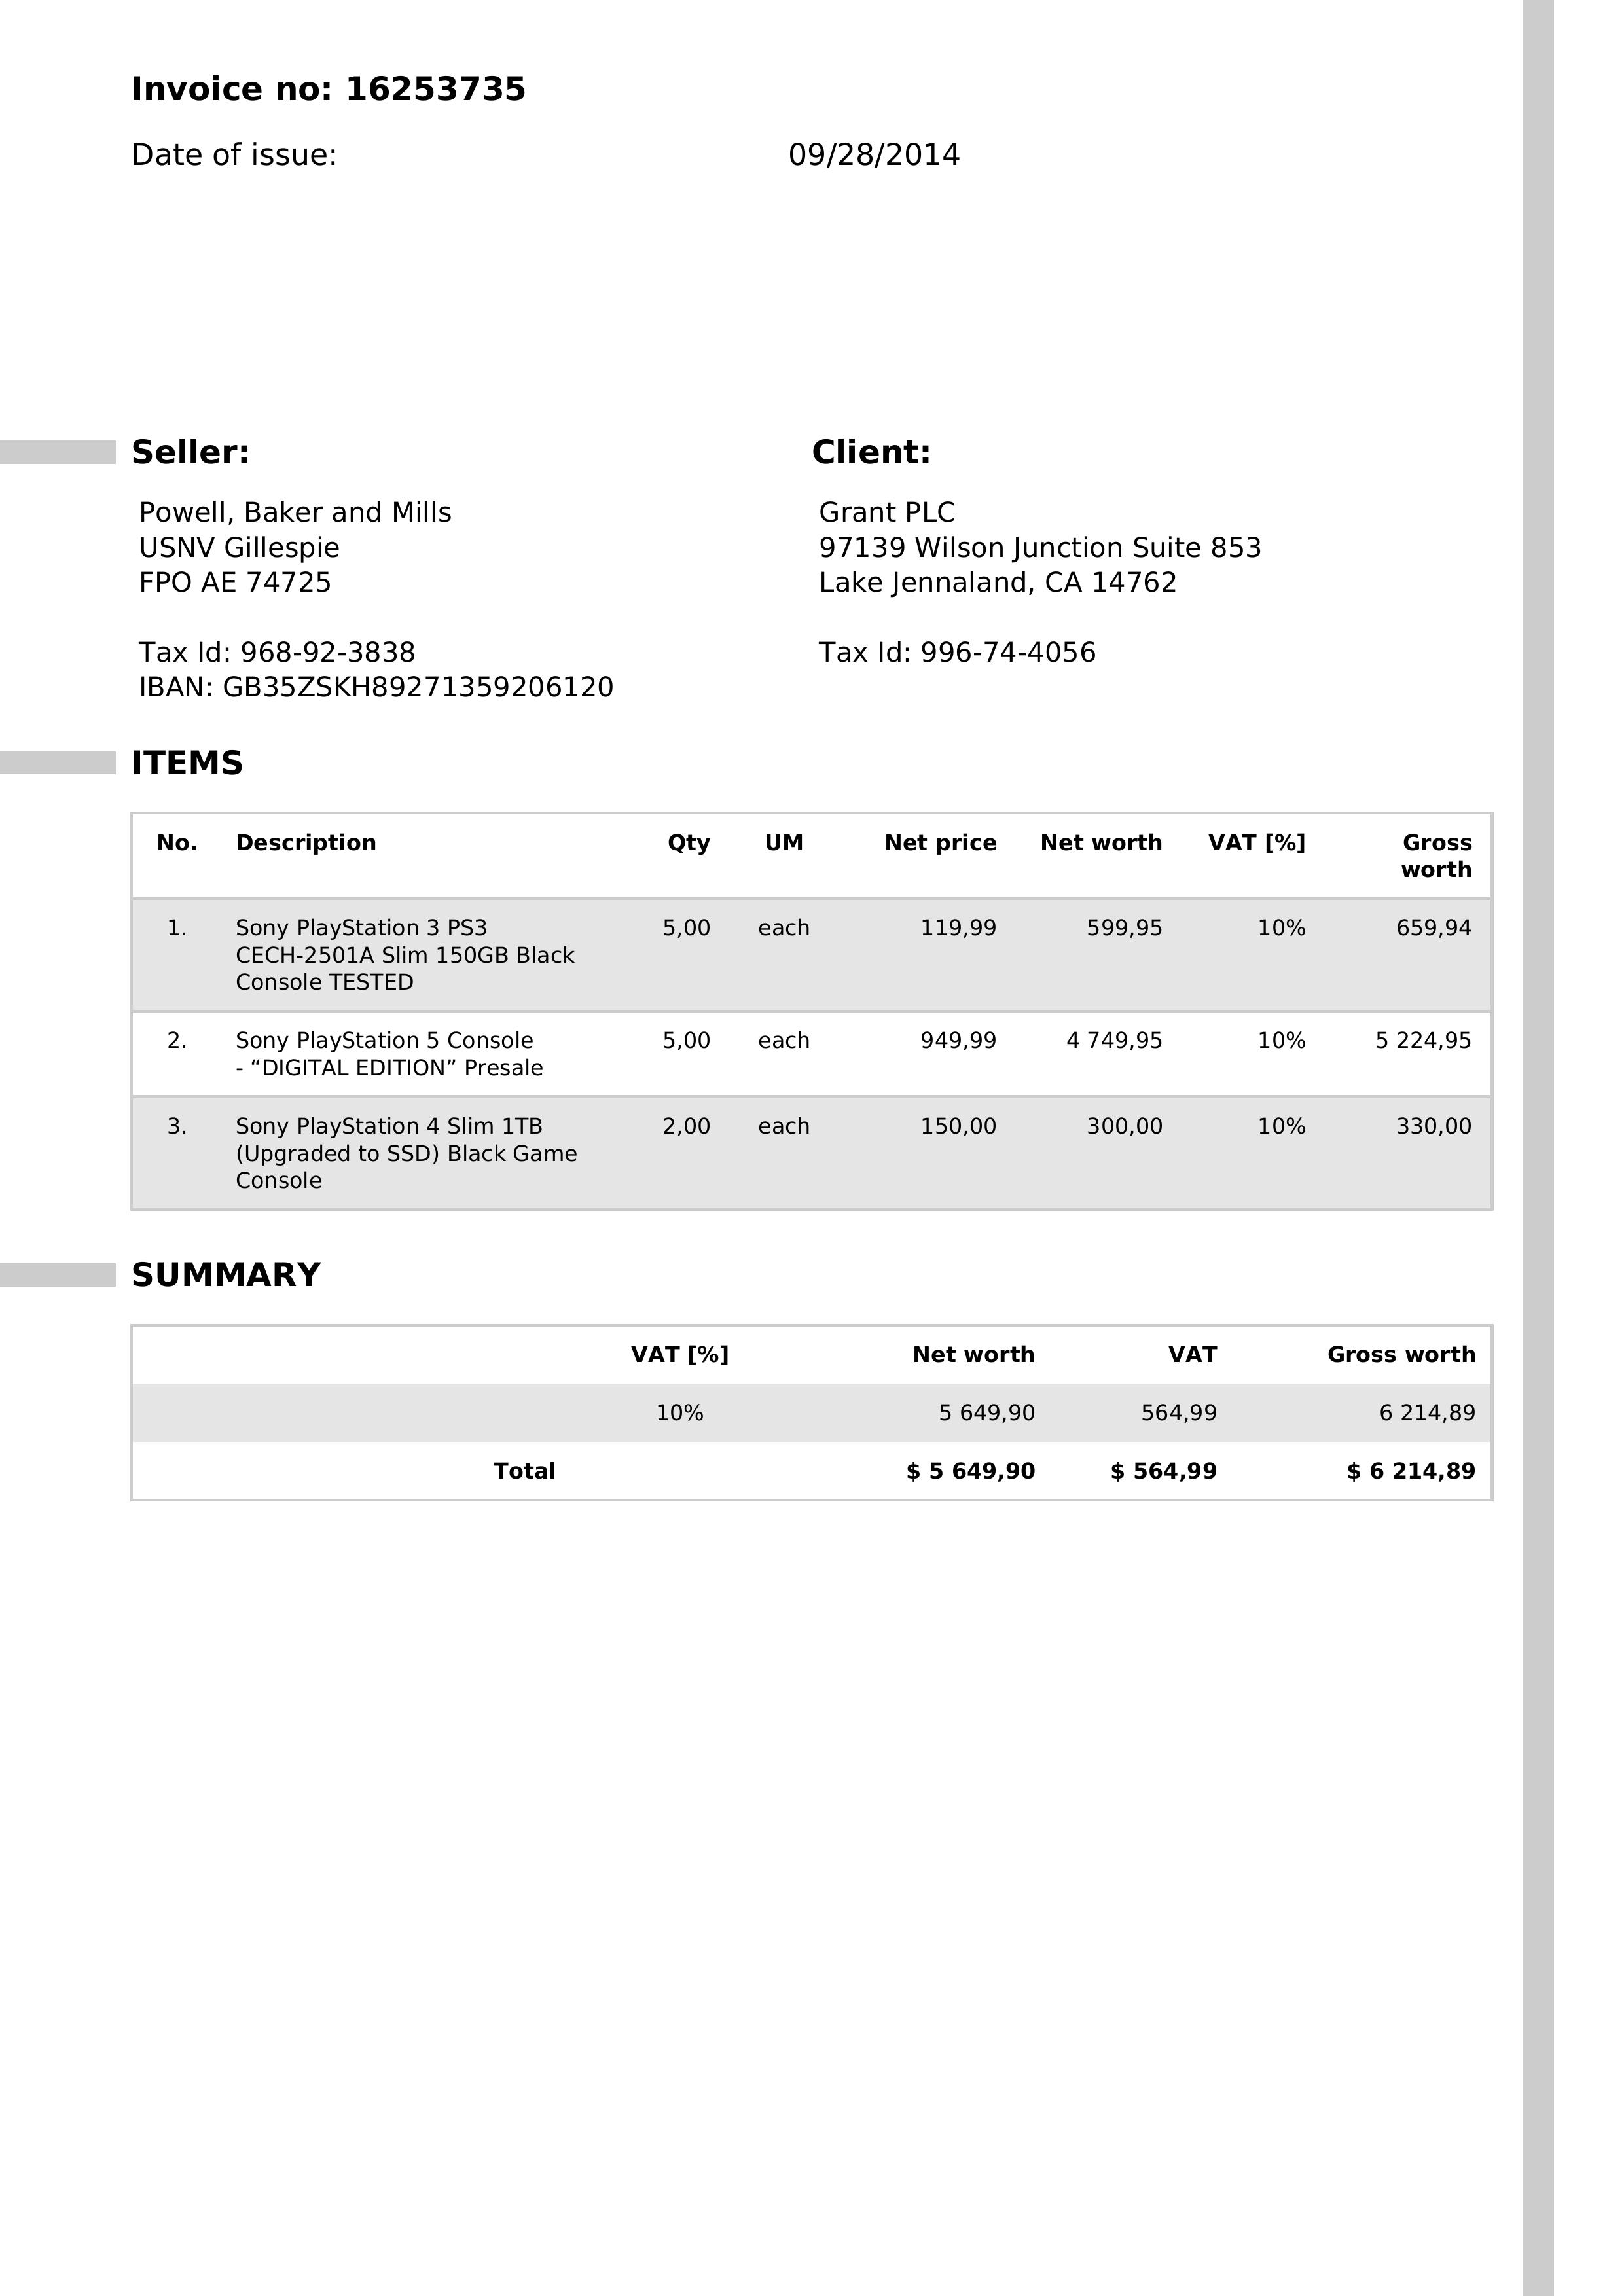 Invoice no: 16253735
Date of issue: 09/28/2014
Seller:
Powell, Baker and Mills
USNV Gillespie
FPO AE 74725
Tax Id: 968-92-3838
IBAN: GB35ZSKH89271359206120
Client:
Grant PLC
97139 Wilson Junction Suite 853
Lake Jennaland, CA 14762
Tax Id: 996-74-4056
ITEMS
No. Description Qty UM Net price Net worth VAT [%] Gross
worth
1. Sony PlayStation 3 PS3 5,00 each 119,99 599,95 10% 659,94
CECH-2501A Slim 150GB Black
Console TESTED
2. Sony PlayStation 5 Console 5,00 each 949,99 4 749,95 10% 5 224,95
- “DIGITAL EDITION” Presale
3. Sony PlayStation 4 Slim 1TB 2,00 each 150,00 300,00 10% 330,00
(Upgraded to SSD) Black Game
Console
SUMMARY
VAT [%] Net worth VAT Gross worth
10% 5 649,90 564,99 6 214,89
Total $ 5 649,90 $ 564,99 $ 6 214,89